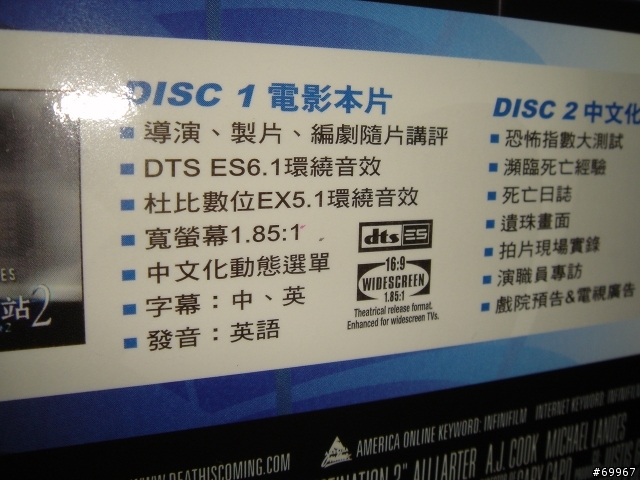 DISC 1 電影本片
導演、製片、編劇隨片講評
DTS ES6.1環繞音效
杜比數位EX5.1環繞音效
寬螢幕1.85:1
中文化動態選單
字幕：中、英
發音：英語
dts ES
16:9
WIDESCREEN
1.85:1
Theatrical release format.
Enhanced for widescreen TVs.
DISC 2 中文化
恐怖指數大測試
瀕臨死亡經驗
死亡日誌
遺珠畫面
拍片現場實錄
演職員專訪
戲院預告&電視廣告
站2
AMERICA ONLINE KEYWORD: INFINIFILM INTERNET KEYWORD:
WWW.DEATHISCOMING.COM
2" ALI LARTER A.J. COOK MICHAEL LANDES
#69967